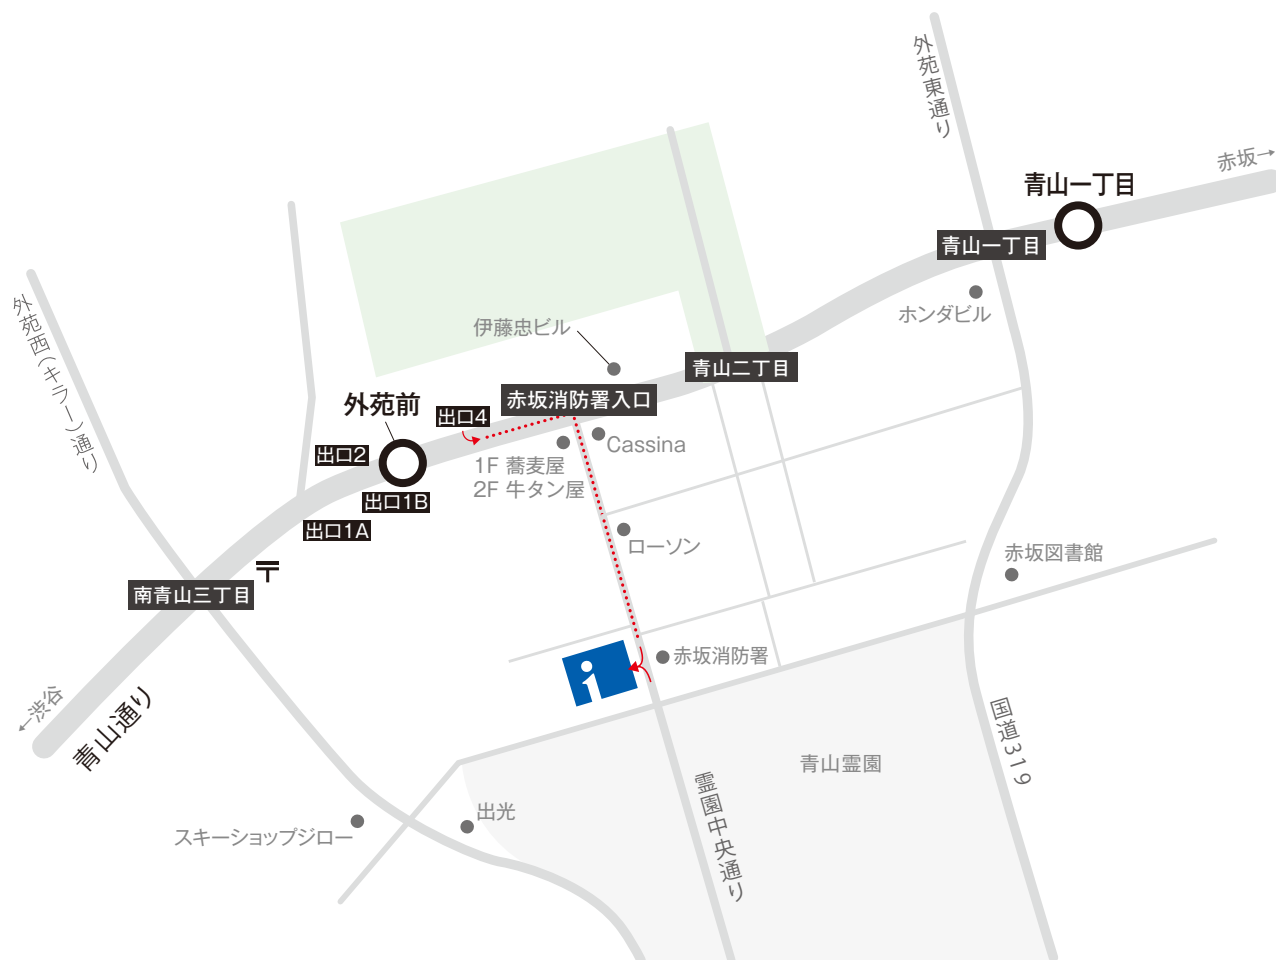 外苑東通り
赤坂→
青山一丁目
青山一丁目
ホンダビル
外苑西(キラー)通り
伊藤忠ビル
青山二丁目
赤坂消防署入口
外苑前
出口4
出口2
Cassina
1F 蕎麦屋
2F 牛タン屋
出口1B
出口1A
ローソン
赤坂図書館
〒
南青山三丁目
赤坂消防署
i
←渋谷
青山通り
国道319
青山霊園
霊園中央通り
出光
スキーショップジロー